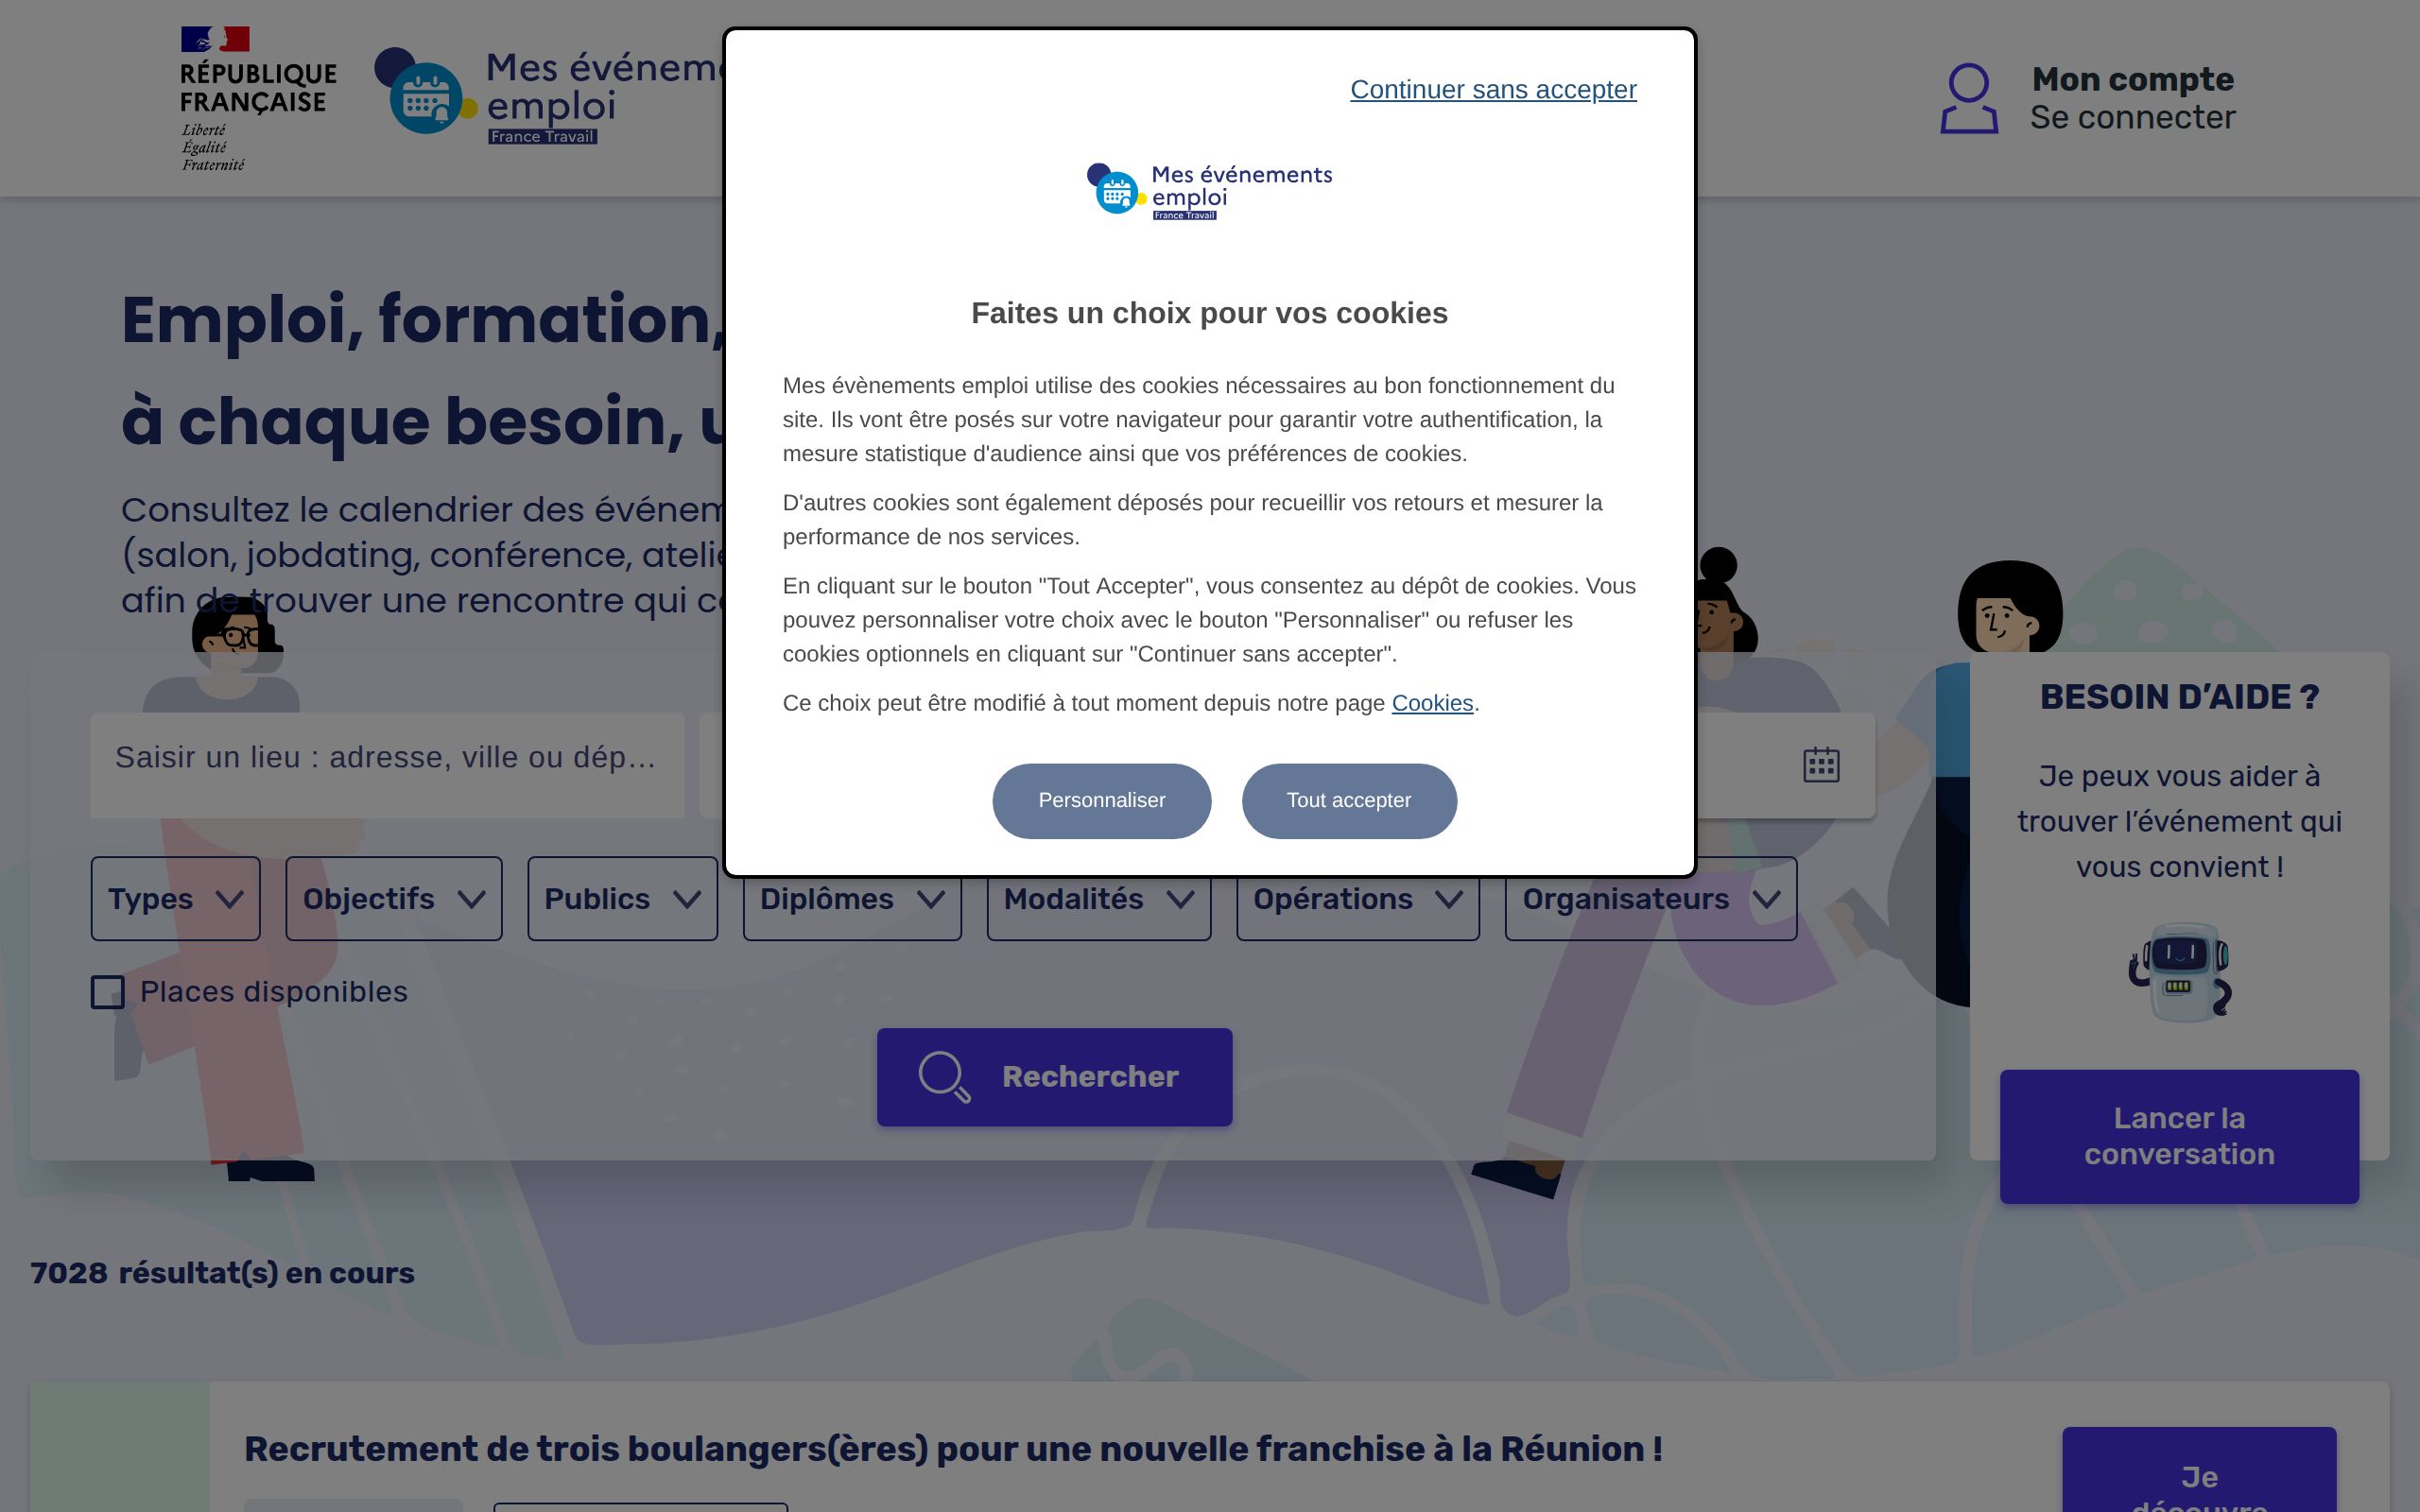 RÉPUBLIQUE
FRANÇAISE
Liberté
Égalité
Fraternité
Mes événem
emploi
France Travail
Mon compte
Se connecter
Continuer sans accepter
Mes événements
emploi
France Travail
Faites un choix pour vos cookies
Mes évènements emploi utilise des cookies nécessaires au bon fonctionnement du
site. Ils vont être posés sur votre navigateur pour garantir votre authentification, la
mesure statistique d'audience ainsi que vos préférences de cookies.
D'autres cookies sont également déposés pour recueillir vos retours et mesurer la
performance de nos services.
En cliquant sur le bouton "Tout Accepter", vous consentez au dépôt de cookies. Vous
pouvez personnaliser votre choix avec le bouton "Personnaliser" ou refuser les
cookies optionnels en cliquant sur "Continuer sans accepter".
Ce choix peut être modifié à tout moment depuis notre page Cookies.
Personnaliser
Tout accepter
Emploi, formation,
à chaque besoin, u
Consultez le calendrier des événem
(salon, jobdating, conférence, atelie
afin de trouver une rencontre qui co
Saisir un lieu : adresse, ville ou dép...
Types
Objectifs
Publics
Diplômes
Modalités
Opérations
Organisateurs
Places disponibles
Rechercher
BESOIN D’AIDE ?
Je peux vous aider à
trouver l’événement qui
vous convient !
Lancer la
conversation
7028 résultat(s) en cours
Recrutement de trois boulangers(ères) pour une nouvelle franchise à la Réunion !
Je
découvre